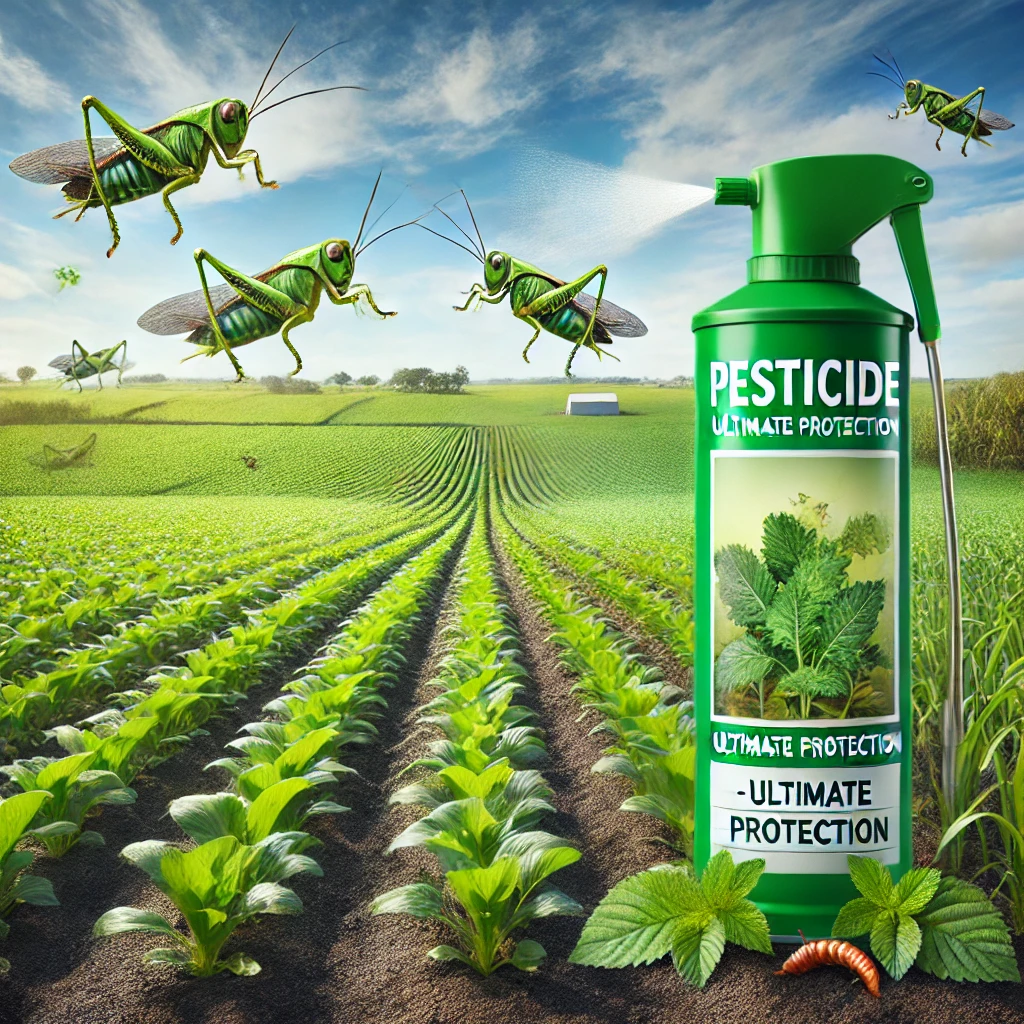 PESTICIDE
ULTIMATE PROTECTION
ULTIMATE PROTECTION
-ULTIMATE
PROTECTION